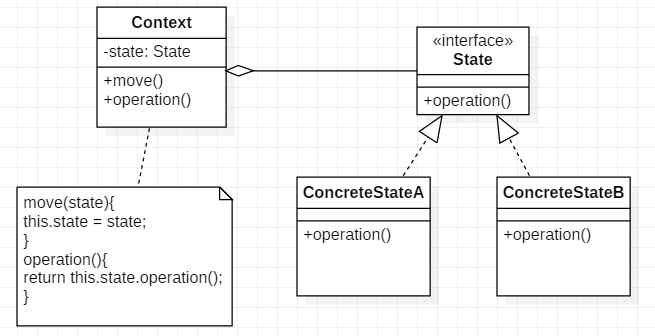 Context
-state: State
+move()
+operation()
«interface»
State
+operation()
move(state){
this.state = state;
}
operation(){
return this.state.operation();
}
ConcreteStateA
+operation()
ConcreteStateB
+operation()